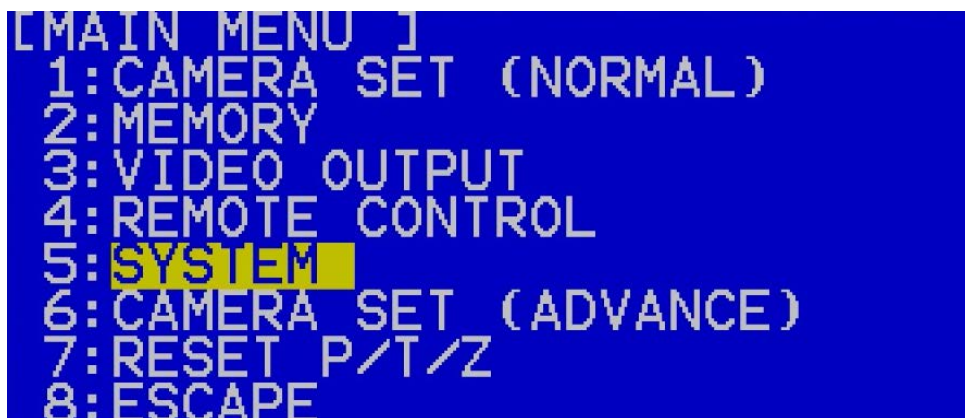 [MAIN MENU ]
1:CAMERA SET (NORMAL)
2:MEMORY
3:VIDEO OUTPUT
4:REMOTE CONTROL
5:SYSTEM
6:CAMERA SET (ADVANCE)
7:RESET P/T/Z
8:ESCAPE